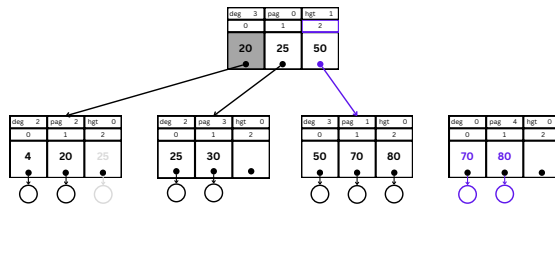 deg 3 pag 0 hgt 1
0 1 2
20 25 50
deg 2 pag 2 hgt 0
0 1 2
4 20 25
deg 2 pag 3 hgt 0
0 1 2
25 30
deg 3 pag 1 hgt 0
0 1 2
50 70 80
deg 0 pag 4 hgt 0
0 1 2
70 80